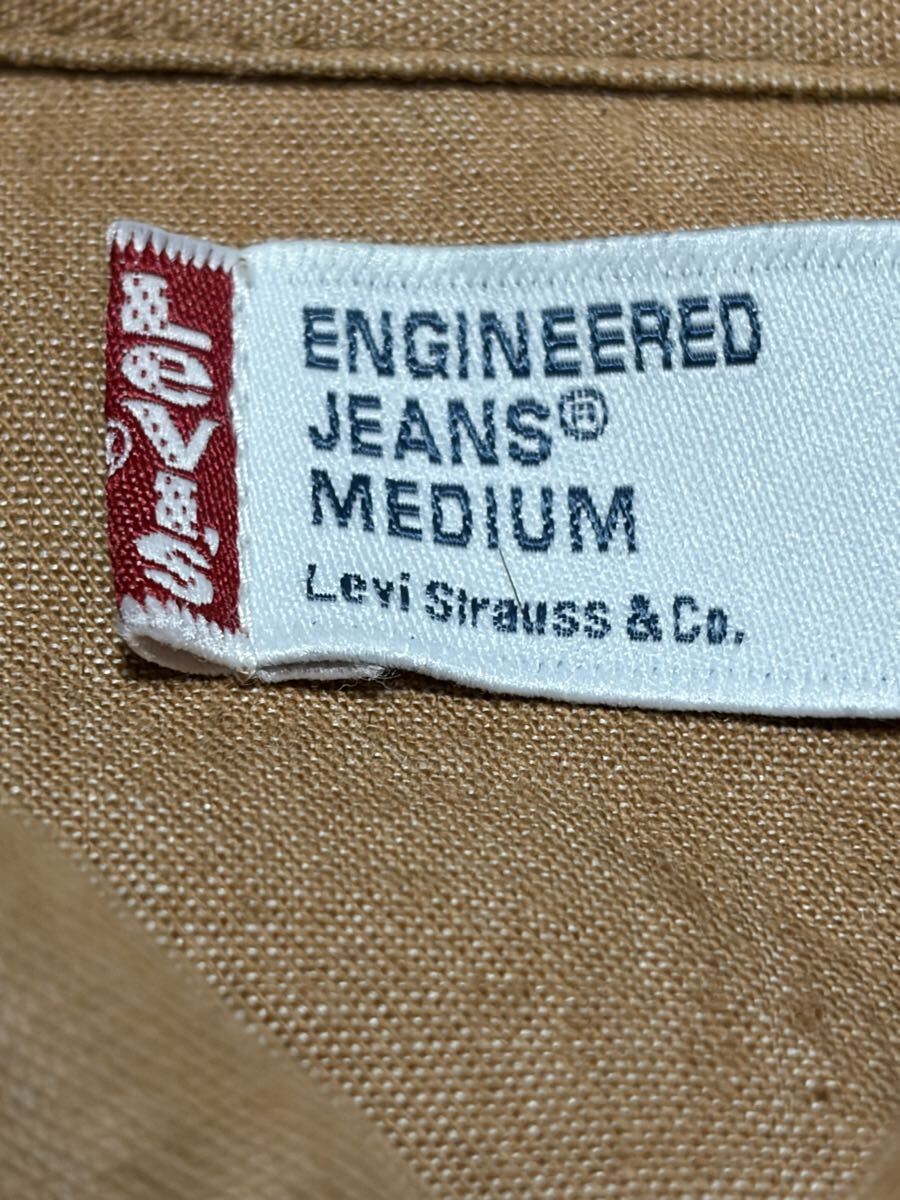 LEVI'S
®
ENGINEERED
JEANS®
MEDIUM
Levi Strauss & Co.